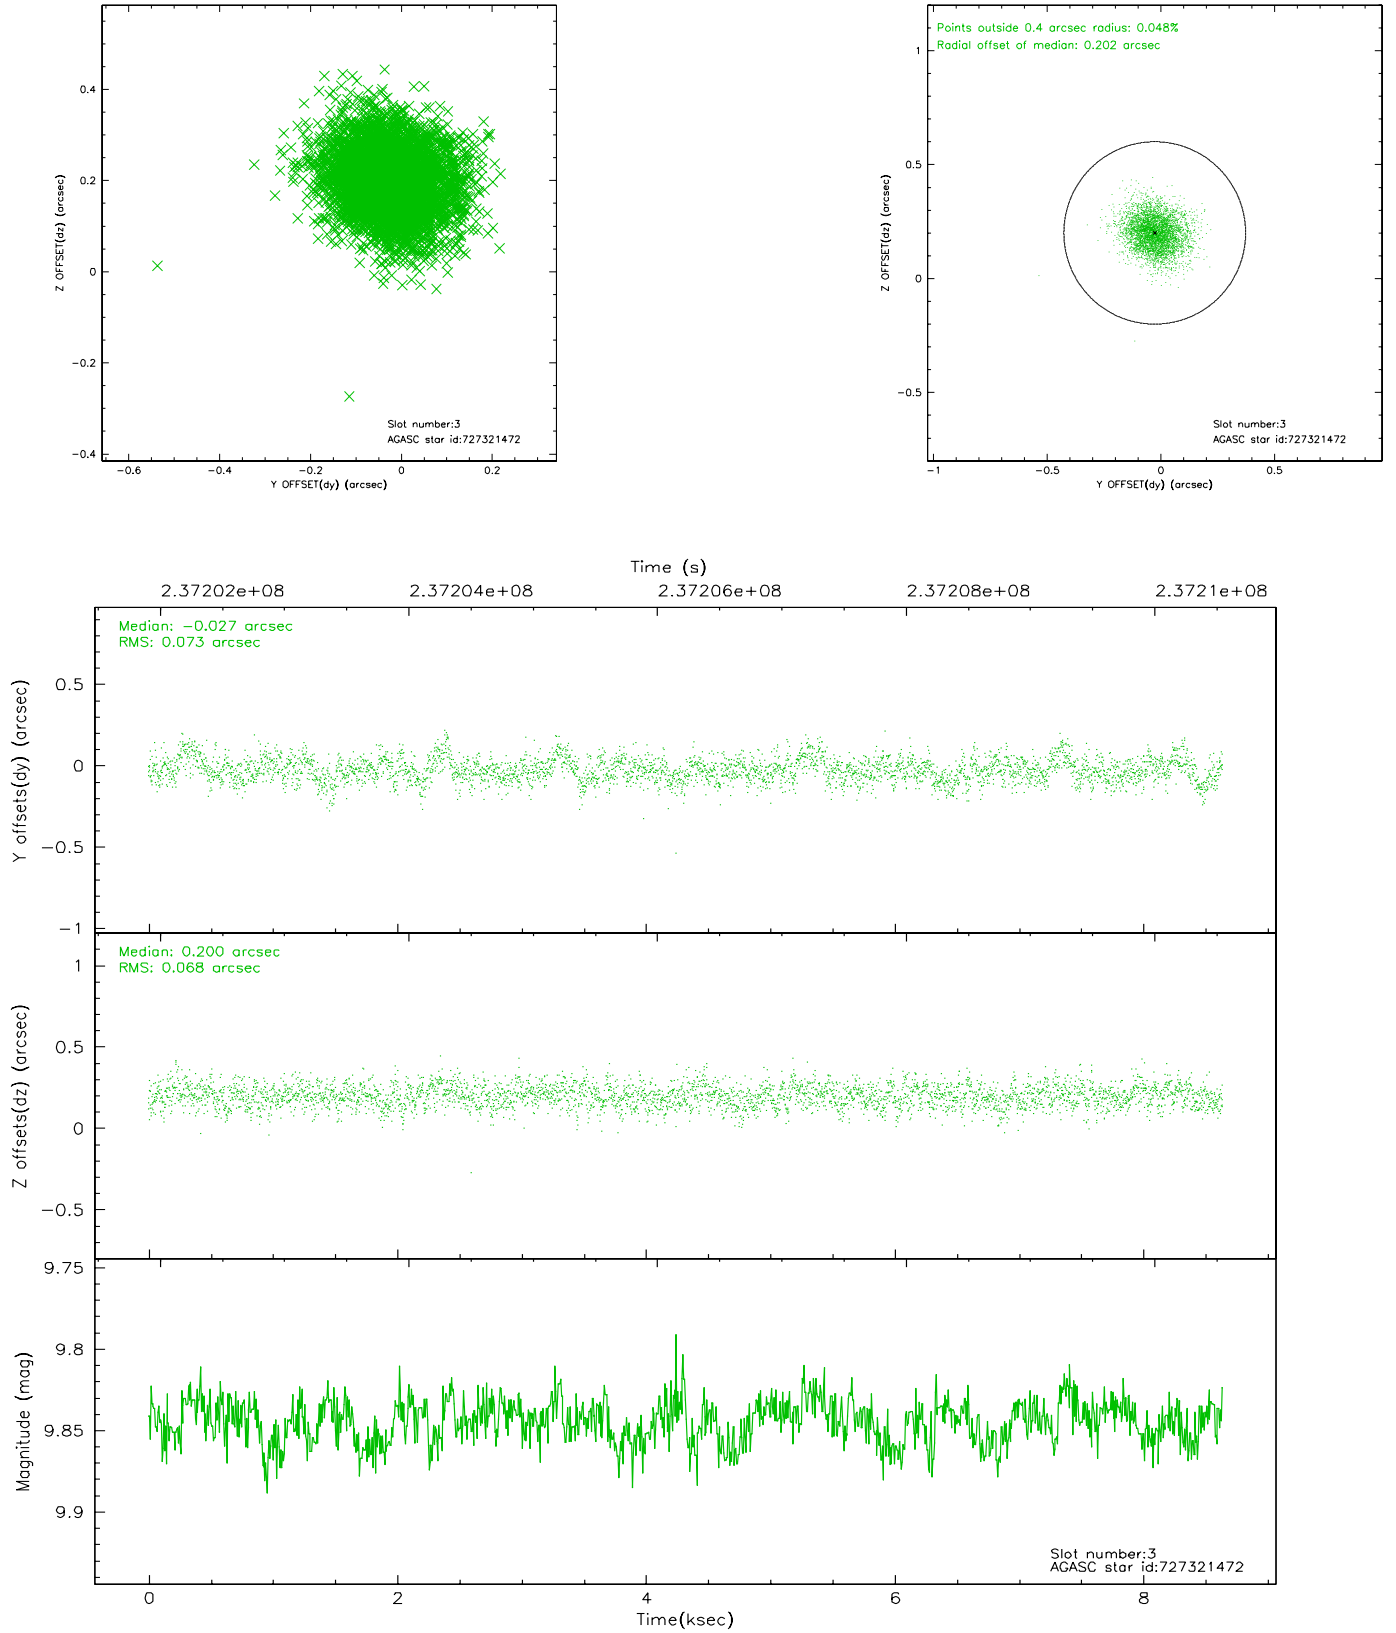 0.4
0.2
0
−0.2
−0.4
Z OFFSET(dz) (arcsec)
Slot number:3
AGASC star id:727321472
−0.6
−0.4
−0.2
0
0.2
Y OFFSET(dy) (arcsec)
Points outside 0.4 arcsec radius: 0.048%
Radial offset of median: 0.202 arcsec
1
0.5
0
−0.5
Z OFFSET(dz) (arcsec)
Slot number:3
AGASC star id:727321472
−1
−0.5
0
0.5
Y OFFSET(dy) (arcsec)
Time (s)
2.37202e+08
2.37204e+08
2.37206e+08
2.37208e+08
2.3721e+08
Median: −0.027 arcsec
RMS: 0.073 arcsec
0.5
0
−0.5
−1
Y offsets(dy) (arcsec)
Median: 0.200 arcsec
RMS: 0.068 arcsec
1
0.5
0
−0.5
Z offsets(dz) (arcsec)
9.75
9.8
9.85
9.9
Magnitude (mag)
Slot number:3
AGASC star id:727321472
0
2
4
6
8
Time(ksec)